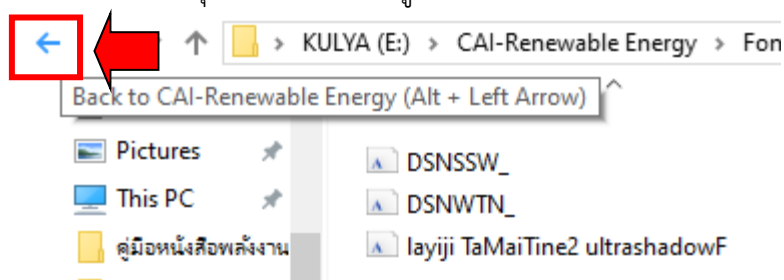 KULYA (E:) > CAI-Renewable Energy > Fon
Back to CAI-Renewable Energy (Alt + Left Arrow)
Pictures
DSNSSW_
This PC
DSNWTN_
คู่มือหนังสือพลังงาน
layiji TaMaiTine2 ultrashadowF